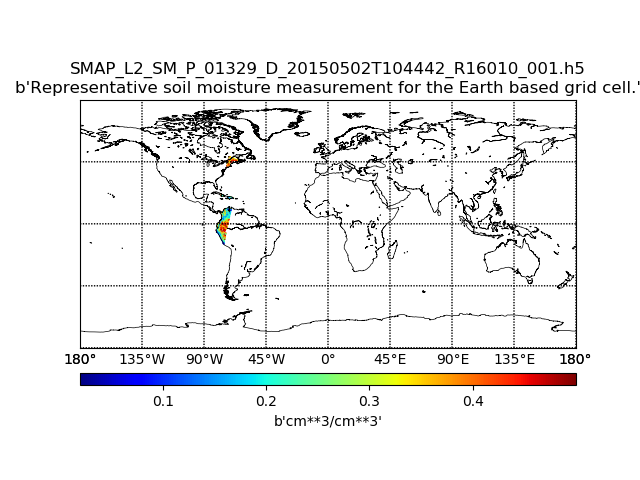 SMAP_L2_SM_P_01329_D_20150502T104442_R16010_001.h5
b'Representative soil moisture measurement for the Earth based grid cell.'
180° 135°W 90°W 45°W 0° 45°E 90°E 135°E 180°
0.1 0.2 0.3 0.4
b'cm**3/cm**3'